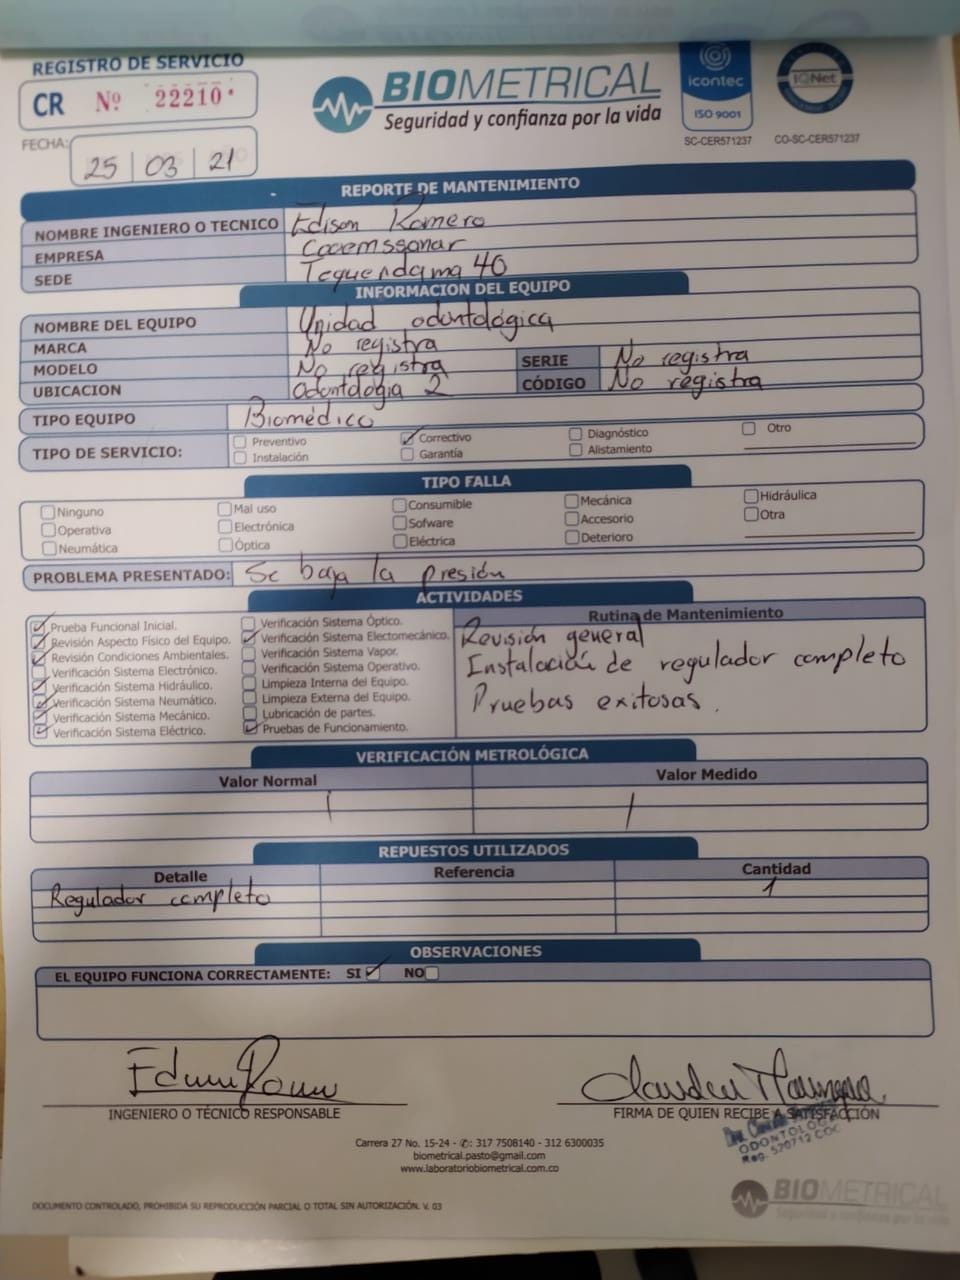 REGISTRO DE SERVICIO
CR Nº 22210
FECHA: 25 | 03 | 21
BIOMETRICAL
Seguridad y confianza por la vida
icontec
ISO 9001
SC-CER571237
IQNet
CO-SC-CER571237
REPORTE DE MANTENIMIENTO
NOMBRE INGENIERO O TECNICO Edison Romero
EMPRESA Cooemssanar
SEDE Tequendama 40
INFORMACION DEL EQUIPO
NOMBRE DEL EQUIPO Unidad odontológica
MARCA No registra
MODELO No registra SERIE No registra
UBICACION Odontologia 2 CÓDIGO No registra
TIPO EQUIPO Biomédico
TIPO DE SERVICIO: Preventivo Correctivo Diagnóstico Otro
Instalación Garantía Alistamiento
TIPO FALLA
Ninguno Mal uso Consumible Mecánica Hidráulica
Operativa Electrónica Sofware Accesorio Otra
Neumática Óptica Eléctrica Deterioro
PROBLEMA PRESENTADO: Se baja la presión
ACTIVIDADES
Prueba Funcional Inicial. Verificación Sistema Óptico.
Revisión Aspecto Físico del Equipo. Verificación Sistema Electomecánico.
Revisión Condiciones Ambientales. Verificación Sistema Vapor.
Verificación Sistema Electrónico. Verificación Sistema Operativo.
Verificación Sistema Hidráulico. Limpieza Interna del Equipo.
Verificación Sistema Neumático. Limpieza Externa del Equipo.
Verificación Sistema Mecánico. Lubricación de partes.
Verificación Sistema Eléctrico. Pruebas de Funcionamiento.
Rutina de Mantenimiento
Revisión general
Instalación de regulador completo
Pruebas exitosas.
VERIFICACIÓN METROLÓGICA
Valor Normal Valor Medido
REPUESTOS UTILIZADOS
Detalle Referencia Cantidad
Regulador completo 1
OBSERVACIONES
EL EQUIPO FUNCIONA CORRECTAMENTE: SI NO
INGENIERO O TÉCNICO RESPONSABLE
FIRMA DE QUIEN RECIBE A SATISFACCIÓN
ODONTOLOG
Reg. 520712 COC
Carrera 27 No. 15-24 - ✆: 317 7508140 - 312 6300035
biometrical.pasto@gmail.com
www.laboratoriobiometrical.com.co
DOCUMENTO CONTROLADO, PROHIBIDA SU REPRODUCCIÓN PARCIAL O TOTAL SIN AUTORIZACIÓN. V. 03
BIOMETRICAL
Seguridad y confianza por la vida